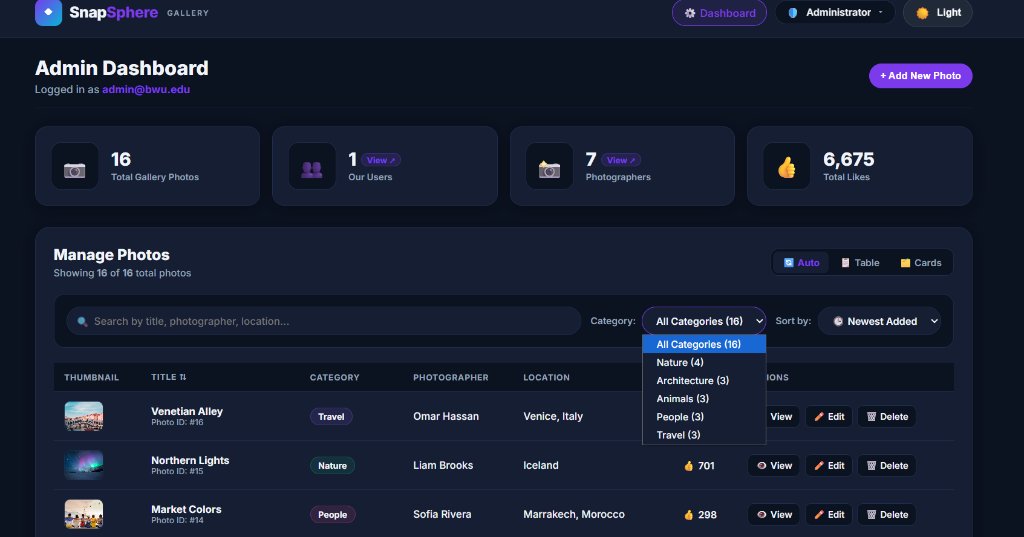 SnapSphere GALLERY
Dashboard
Administrator
Light
Admin Dashboard
Logged in as admin@bwu.edu
+ Add New Photo
16
Total Gallery Photos
1 View ↗
Our Users
7 View ↗
Photographers
6,675
Total Likes
Manage Photos
Showing 16 of 16 total photos
Auto
Table
Cards
Search by title, photographer, location...
Category:
All Categories (16)
Sort by:
Newest Added
All Categories (16)
Nature (4)
Architecture (3)
Animals (3)
People (3)
Travel (3)
THUMBNAIL TITLE ⇅ CATEGORY PHOTOGRAPHER LOCATION
Venetian Alley
Photo ID: #16
Travel Omar Hassan Venice, Italy View Edit Delete
Northern Lights
Photo ID: #15
Nature Liam Brooks Iceland 701 View Edit Delete
Market Colors
Photo ID: #14
People Sofia Rivera Marrakech, Morocco 298 View Edit Delete